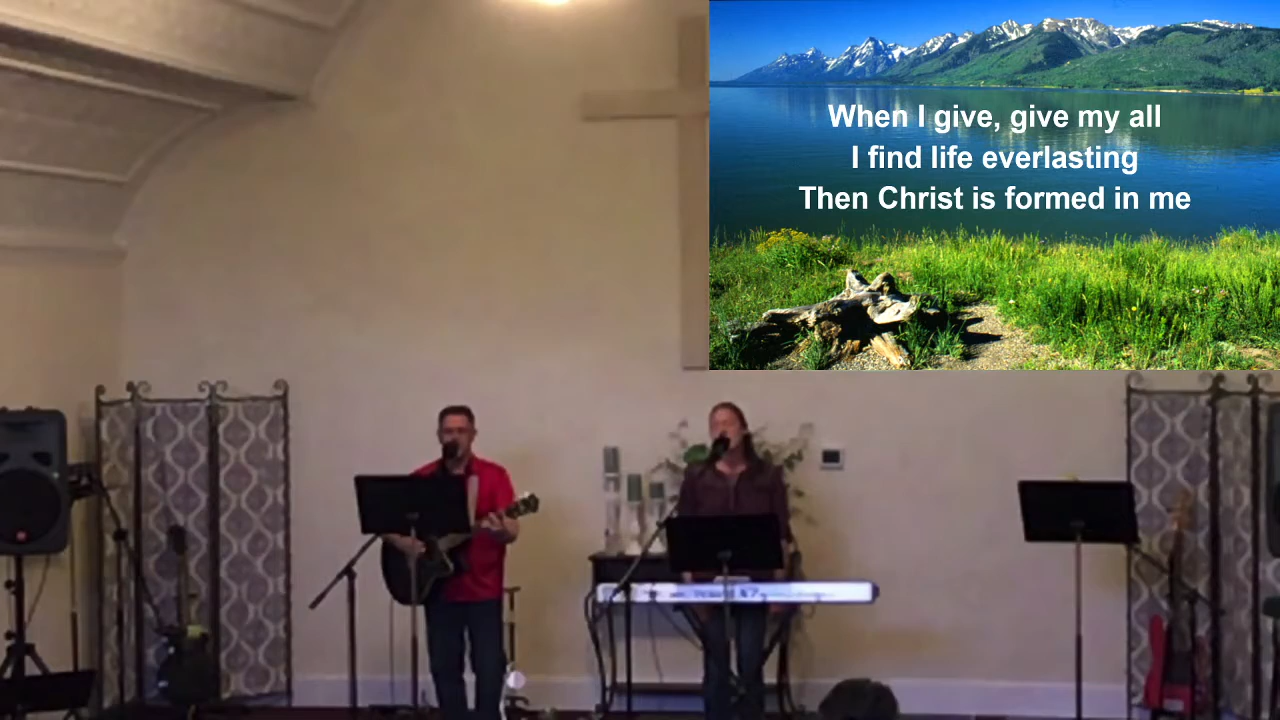 When I give, give my all
I find life everlasting
Then Christ is formed in me